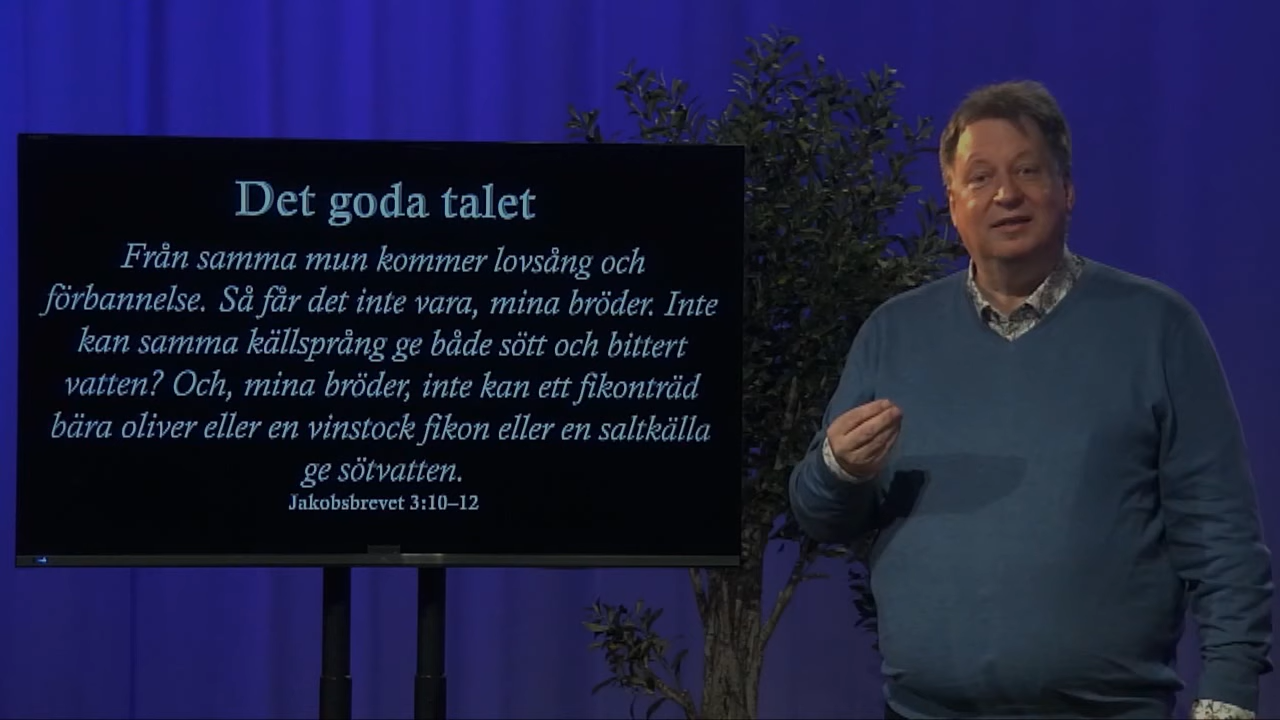 Det goda talet
Från samma mun kommer lovsång och
förbannelse. Så får det inte vara, mina bröder. Inte
kan samma källsprång ge både sött och bittert
vatten? Och, mina bröder, inte kan ett fikonträd
bära oliver eller en vinstock fikon eller en saltkälla
ge sötvatten.
Jakobsbrevet 3:10–12